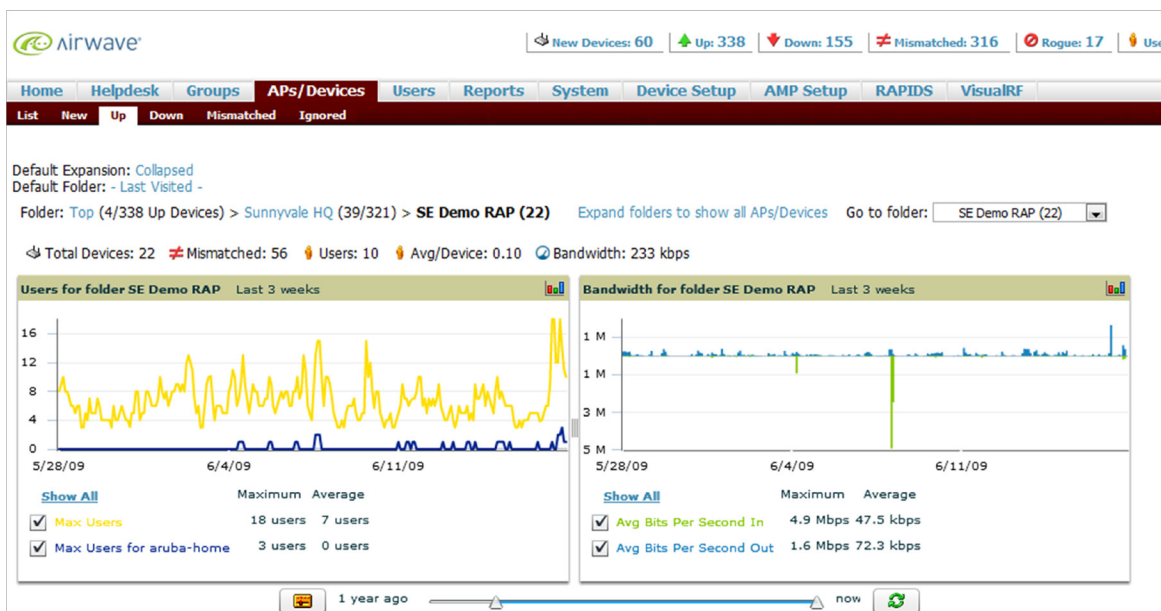 AirWave
New Devices: 60 Up: 338 Down: 155 Mismatched: 316 Rogue: 17 Use
Home Helpdesk Groups APs/Devices Users Reports System Device Setup AMP Setup RAPIDS VisualRF
List New Up Down Mismatched Ignored
Default Expansion: Collapsed
Default Folder: - Last Visited -
Folder: Top (4/338 Up Devices) > Sunnyvale HQ (39/321) > SE Demo RAP (22) Expand folders to show all APs/Devices Go to folder: SE Demo RAP (22)
Total Devices: 22 Mismatched: 56 Users: 10 Avg/Device: 0.10 Bandwidth: 233 kbps
Users for folder SE Demo RAP Last 3 weeks
16
12
8
4
0
5/28/09 6/4/09 6/11/09
Show All Maximum Average
Max Users 18 users 7 users
Max Users for aruba-home 3 users 0 users
Bandwidth for folder SE Demo RAP Last 3 weeks
1 M
1 M
3 M
5 M
5/28/09 6/4/09 6/11/09
Show All Maximum Average
Avg Bits Per Second In 4.9 Mbps 47.5 kbps
Avg Bits Per Second Out 1.6 Mbps 72.3 kbps
1 year ago now